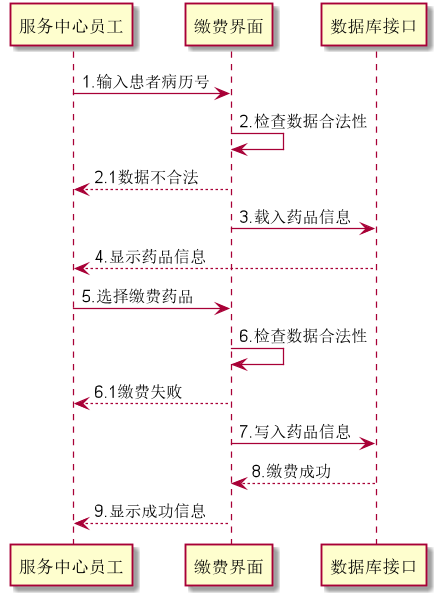 服务中心员工 缴费界面 数据库接口
1.输入患者病历号
2.检查数据合法性
2.1数据不合法
3.载入药品信息
4.显示药品信息
5.选择缴费药品
6.检查数据合法性
6.1缴费失败
7.写入药品信息
8.缴费成功
9.显示成功信息
服务中心员工 缴费界面 数据库接口